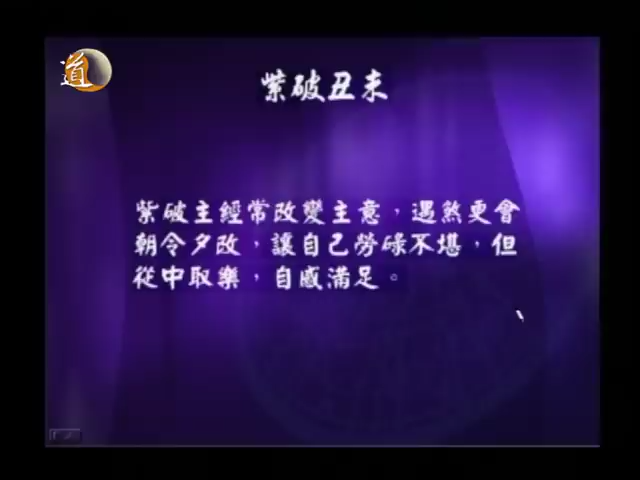 道
紫破丑未
紫破主經常改變主意，遇煞更會
朝令夕改，讓自己勞碌不堪，但
從中取樂，自感滿足。